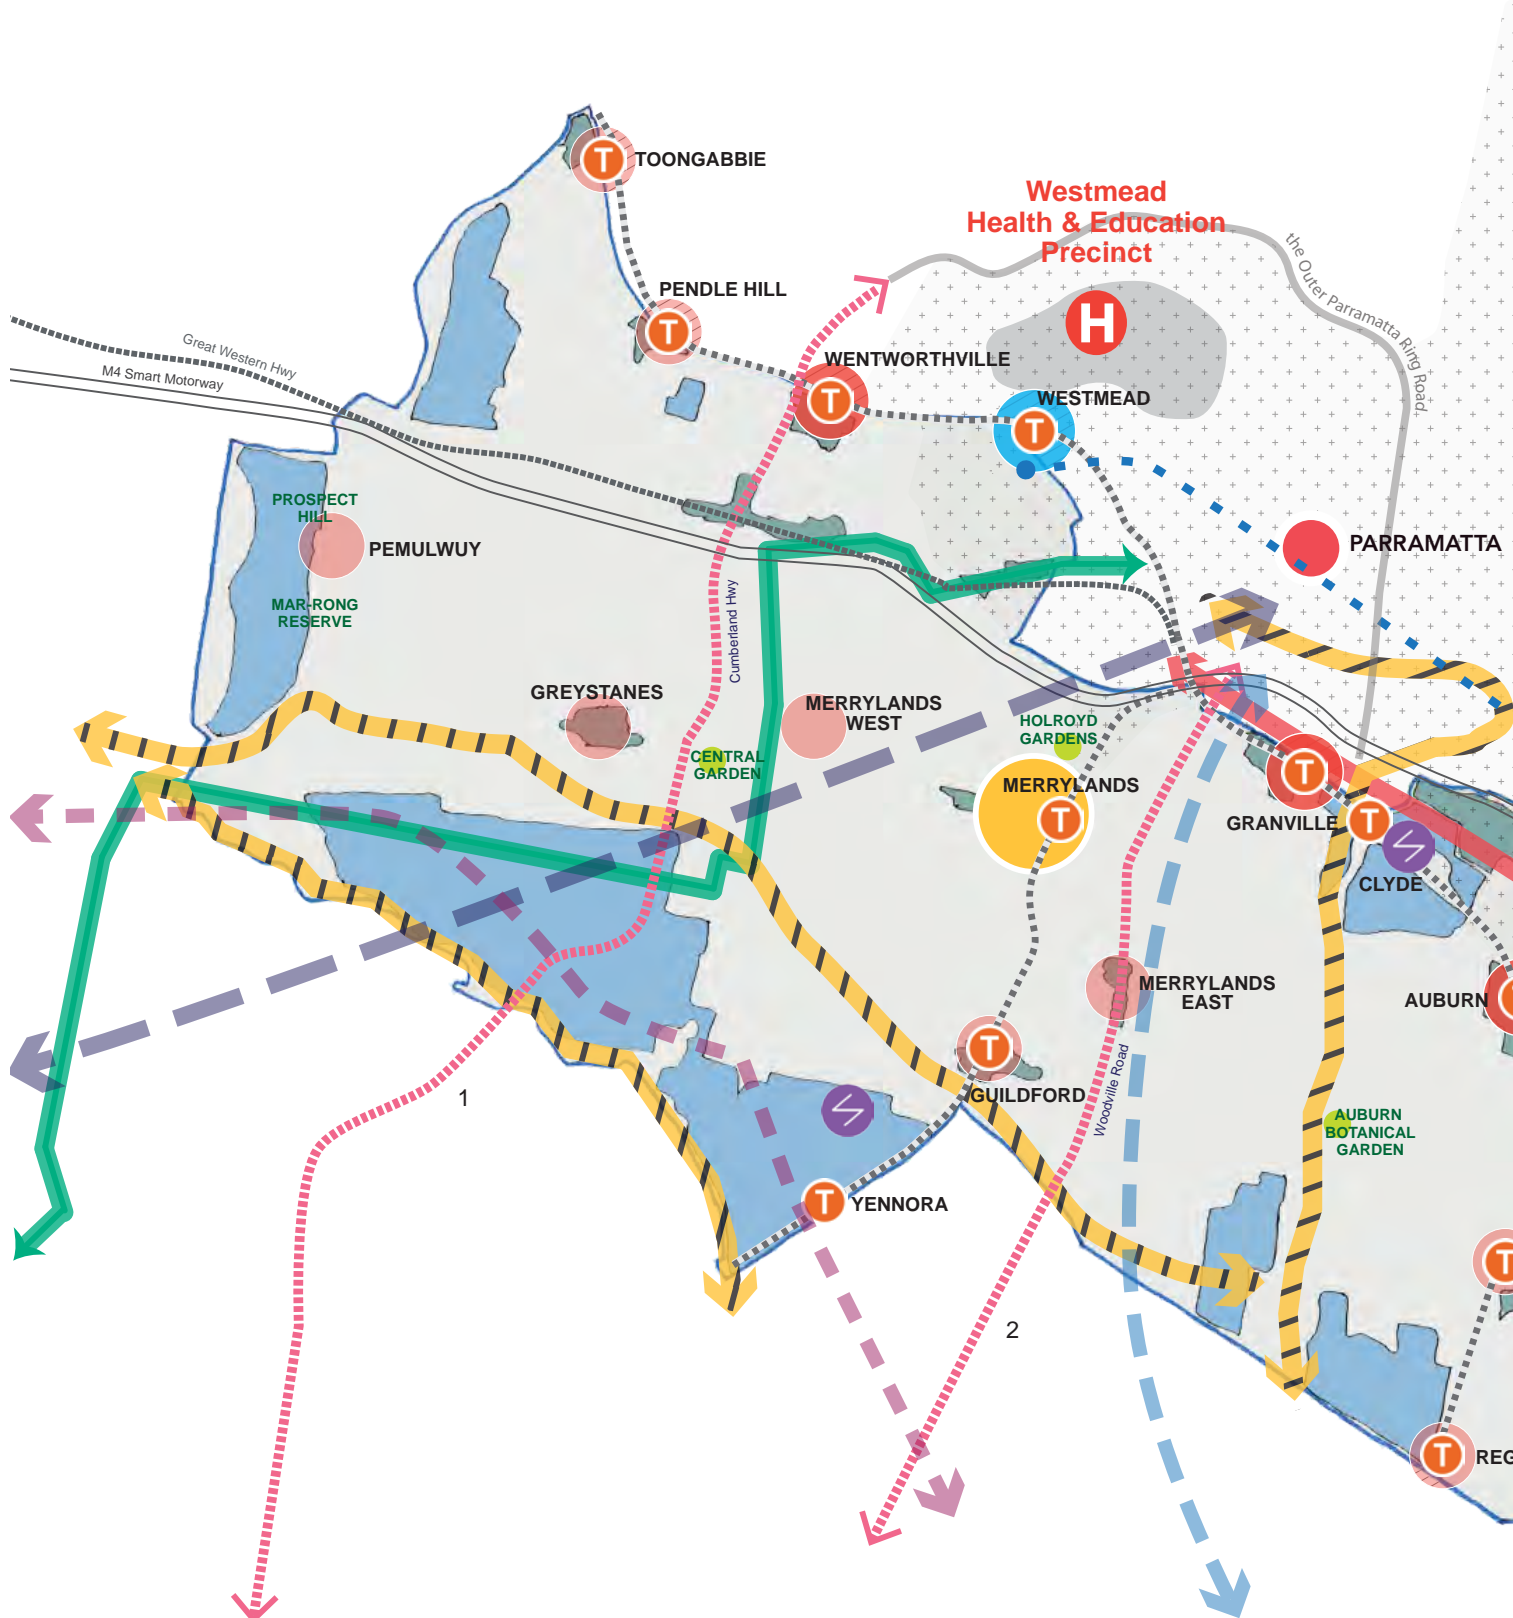 TOONGABBIE
Westmead
Health & Education
Precinct
the Outer Parramatta Ring Road
PENDLE HILL
H
Great Western Hwy
M4 Smart Motorway
WENTWORTHVILLE
WESTMEAD
PROSPECT
HILL
PEMULWUY
PARRAMATTA
MAR-RONG
RESERVE
Cumberland Hwy
GREYSTANES
MERRYLANDS
WEST
HOLROYD
GARDENS
CENTRAL
GARDEN
MERRYLANDS
GRANVILLE
CLYDE
MERRYLANDS
EAST
AUBURN
Woodville Road
1
GUILDFORD
AUBURN
BOTANICAL
GARDEN
YENNORA
2
REG
T
T
T
T
T
T
T
T
T
T
T
T